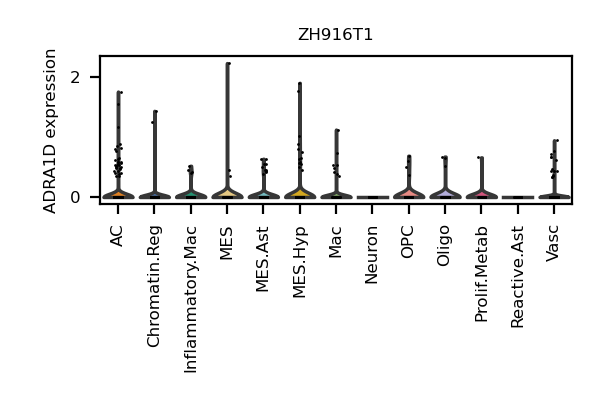 ZH916T1
ADRA1D expression
2
0
AC
Chromatin.Reg
Inflammatory.Mac
MES
MES.Ast
MES.Hyp
Mac
Neuron
OPC
Oligo
Prolif.Metab
Reactive.Ast
Vasc